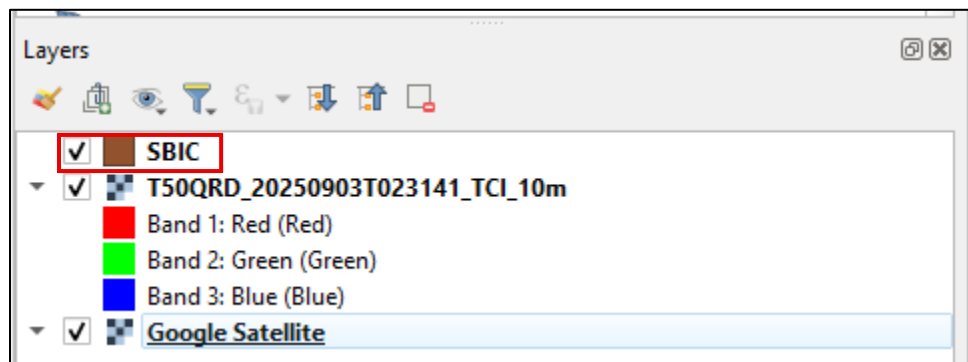 Layers
SBIC
T50QRD_20250903T023141_TCI_10m
Band 1: Red (Red)
Band 2: Green (Green)
Band 3: Blue (Blue)
Google Satellite